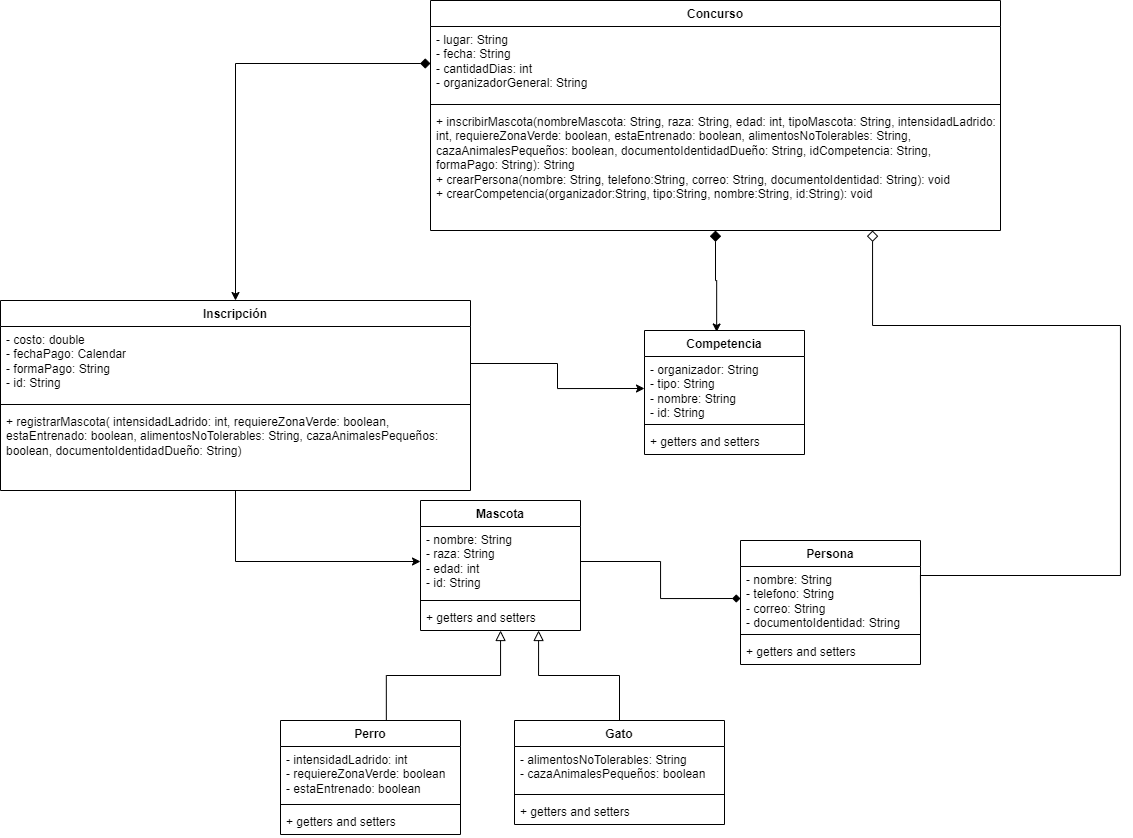 Concurso
- lugar: String
- fecha: String
- cantidadDias: int
- organizadorGeneral: String
+ inscribirMascota(nombreMascota: String, raza: String, edad: int, tipoMascota: String, intensidadLadrido:
int, requiereZonaVerde: boolean, estaEntrenado: boolean, alimentosNoTolerables: String,
cazaAnimalesPequeños: boolean, documentoIdentidadDueño: String, idCompetencia: String,
formaPago: String): String
+ crearPersona(nombre: String, telefono:String, correo: String, documentoIdentidad: String): void
+ crearCompetencia(organizador:String, tipo:String, nombre:String, id:String): void
Inscripción
- costo: double
- fechaPago: Calendar
- formaPago: String
- id: String
+ registrarMascota( intensidadLadrido: int, requiereZonaVerde: boolean,
estaEntrenado: boolean, alimentosNoTolerables: String, cazaAnimalesPequeños:
boolean, documentoIdentidadDueño: String)
Competencia
- organizador: String
- tipo: String
- nombre: String
- id: String
+ getters and setters
Mascota
- nombre: String
- raza: String
- edad: int
- id: String
+ getters and setters
Persona
- nombre: String
- telefono: String
- correo: String
- documentoIdentidad: String
+ getters and setters
Perro
- intensidadLadrido: int
- requiereZonaVerde: boolean
- estaEntrenado: boolean
+ getters and setters
Gato
- alimentosNoTolerables: String
- cazaAnimalesPequeños: boolean
+ getters and setters